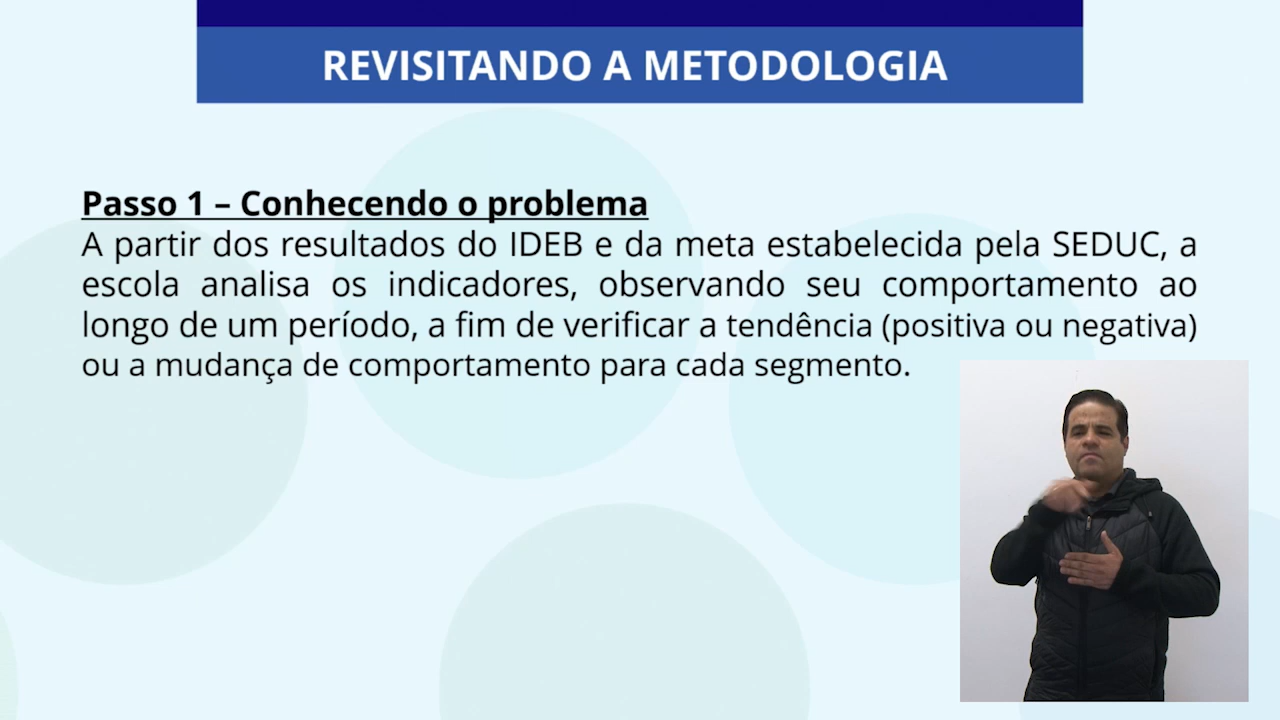 REVISITANDO A METODOLOGIA
Passo 1 – Conhecendo o problema
A partir dos resultados do IDEB e da meta estabelecida pela SEDUC, a
escola analisa os indicadores, observando seu comportamento ao
longo de um período, a fim de verificar a tendência (positiva ou negativa)
ou a mudança de comportamento para cada segmento.